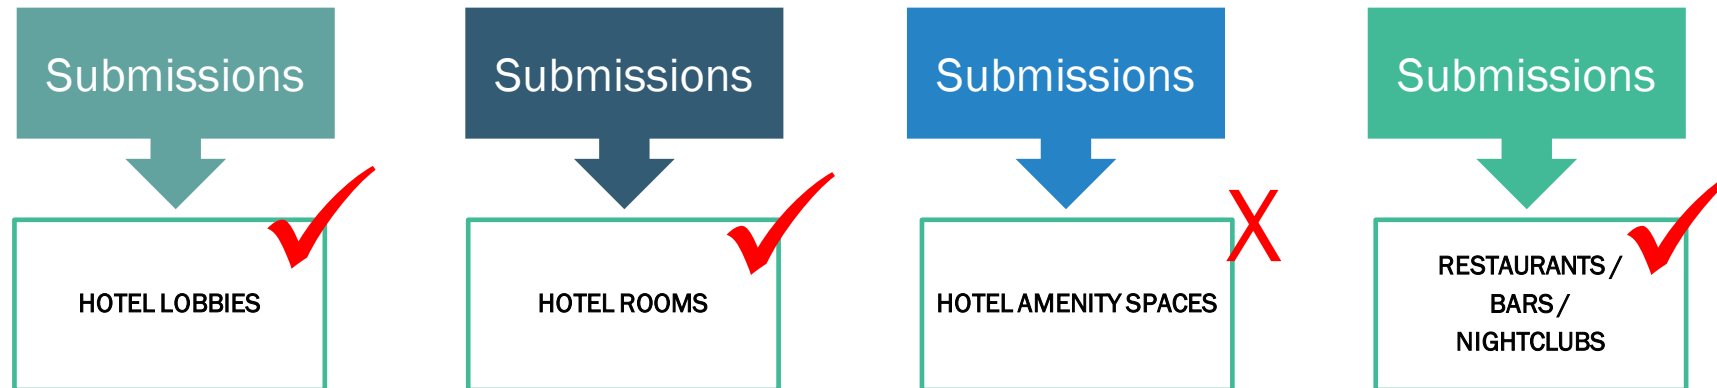 Submissions
Submissions
Submissions
Submissions
HOTEL LOBBIES
HOTEL ROOMS
X
HOTEL AMENITY SPACES
RESTAURANTS /
BARS /
NIGHTCLUBS